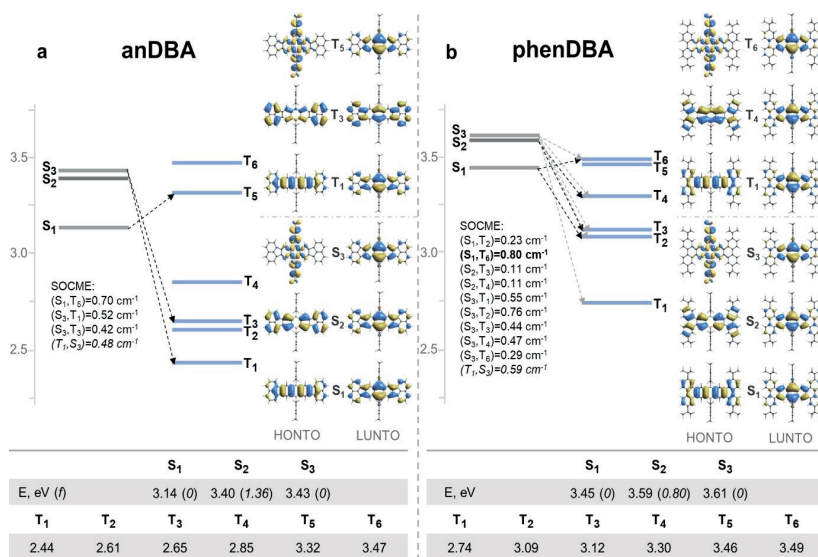 a anDBA
T5
T3
T1
S3
S2
S1
HONTO LUNTO
3.5
3.0
2.5
S3
S2
S1
T6
T5
T4
T3
T2
T1
SOCME:
(S1,T5)=0.70 cm-1
(S3,T1)=0.52 cm-1
(S3,T3)=0.42 cm-1
(T1,S3)=0.48 cm-1
S1 S2 S3
E, eV (f) 3.14 (0) 3.40 (1.36) 3.43 (0)
T1 T2 T3 T4 T5 T6
2.44 2.61 2.65 2.85 3.32 3.47
b phenDBA
T6
T4
T1
S3
S2
S1
HONTO LUNTO
3.5
3.0
2.5
S3
S2
S1
T6
T5
T4
T3
T2
T1
SOCME:
(S1,T2)=0.23 cm-1
(S1,T6)=0.80 cm-1
(S2,T3)=0.11 cm-1
(S2,T4)=0.11 cm-1
(S3,T1)=0.55 cm-1
(S3,T2)=0.76 cm-1
(S3,T3)=0.44 cm-1
(S3,T4)=0.47 cm-1
(S3,T6)=0.29 cm-1
(T1,S3)=0.59 cm-1
S1 S2 S3
E, eV 3.45 (0) 3.59 (0.80) 3.61 (0)
T1 T2 T3 T4 T5 T6
2.74 3.09 3.12 3.30 3.46 3.49